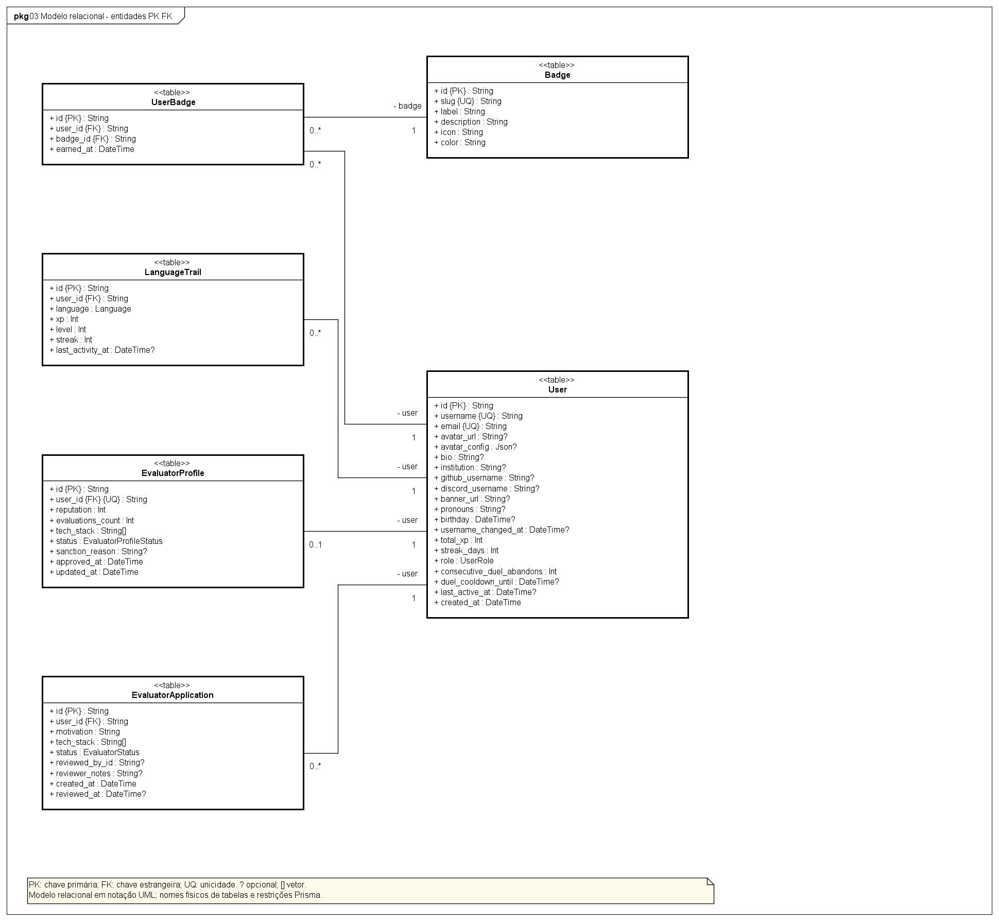 pkg 03 Modelo relacional - entidades PK FK
<<table>>
Badge
+ id {PK} : String
+ slug {UQ} : String
+ label : String
+ description : String
+ icon : String
+ color : String
<<table>>
UserBadge
+ id {PK} : String
+ user_id {FK} : String
+ badge_id {FK} : String
+ earned_at : DateTime
- badge
0..*
1
0..*
<<table>>
LanguageTrail
+ id {PK} : String
+ user_id {FK} : String
+ language : Language
+ xp : Int
+ level : Int
+ streak : Int
+ last_activity_at : DateTime?
0..*
<<table>>
User
+ id {PK} : String
+ username {UQ} : String
+ email {UQ} : String
+ avatar_url : String?
+ avatar_config : Json?
+ bio : String?
+ institution : String?
+ github_username : String?
+ discord_username : String?
+ banner_url : String?
+ pronouns : String?
+ birthday : DateTime?
+ username_changed_at : DateTime?
+ total_xp : Int
+ streak_days : Int
+ role : UserRole
+ consecutive_duel_abandons : Int
+ duel_cooldown_until : DateTime?
+ last_active_at : DateTime?
+ created_at : DateTime
- user
1
- user
1
- user
1
- user
1
<<table>>
EvaluatorProfile
+ id {PK} : String
+ user_id {FK} {UQ} : String
+ reputation : Int
+ evaluations_count : Int
+ tech_stack : String[]
+ status : EvaluatorProfileStatus
+ sanction_reason : String?
+ approved_at : DateTime
+ updated_at : DateTime
0..1
<<table>>
EvaluatorApplication
+ id {PK} : String
+ user_id {FK} : String
+ motivation : String
+ tech_stack : String[]
+ status : EvaluatorStatus
+ reviewed_by_id : String?
+ reviewer_notes : String?
+ created_at : DateTime
+ reviewed_at : DateTime?
0..*
PK: chave primária; FK: chave estrangeira; UQ: unicidade. ? opcional; [] vetor.
Modelo relacional em notação UML; nomes físicos de tabelas e restrições Prisma.